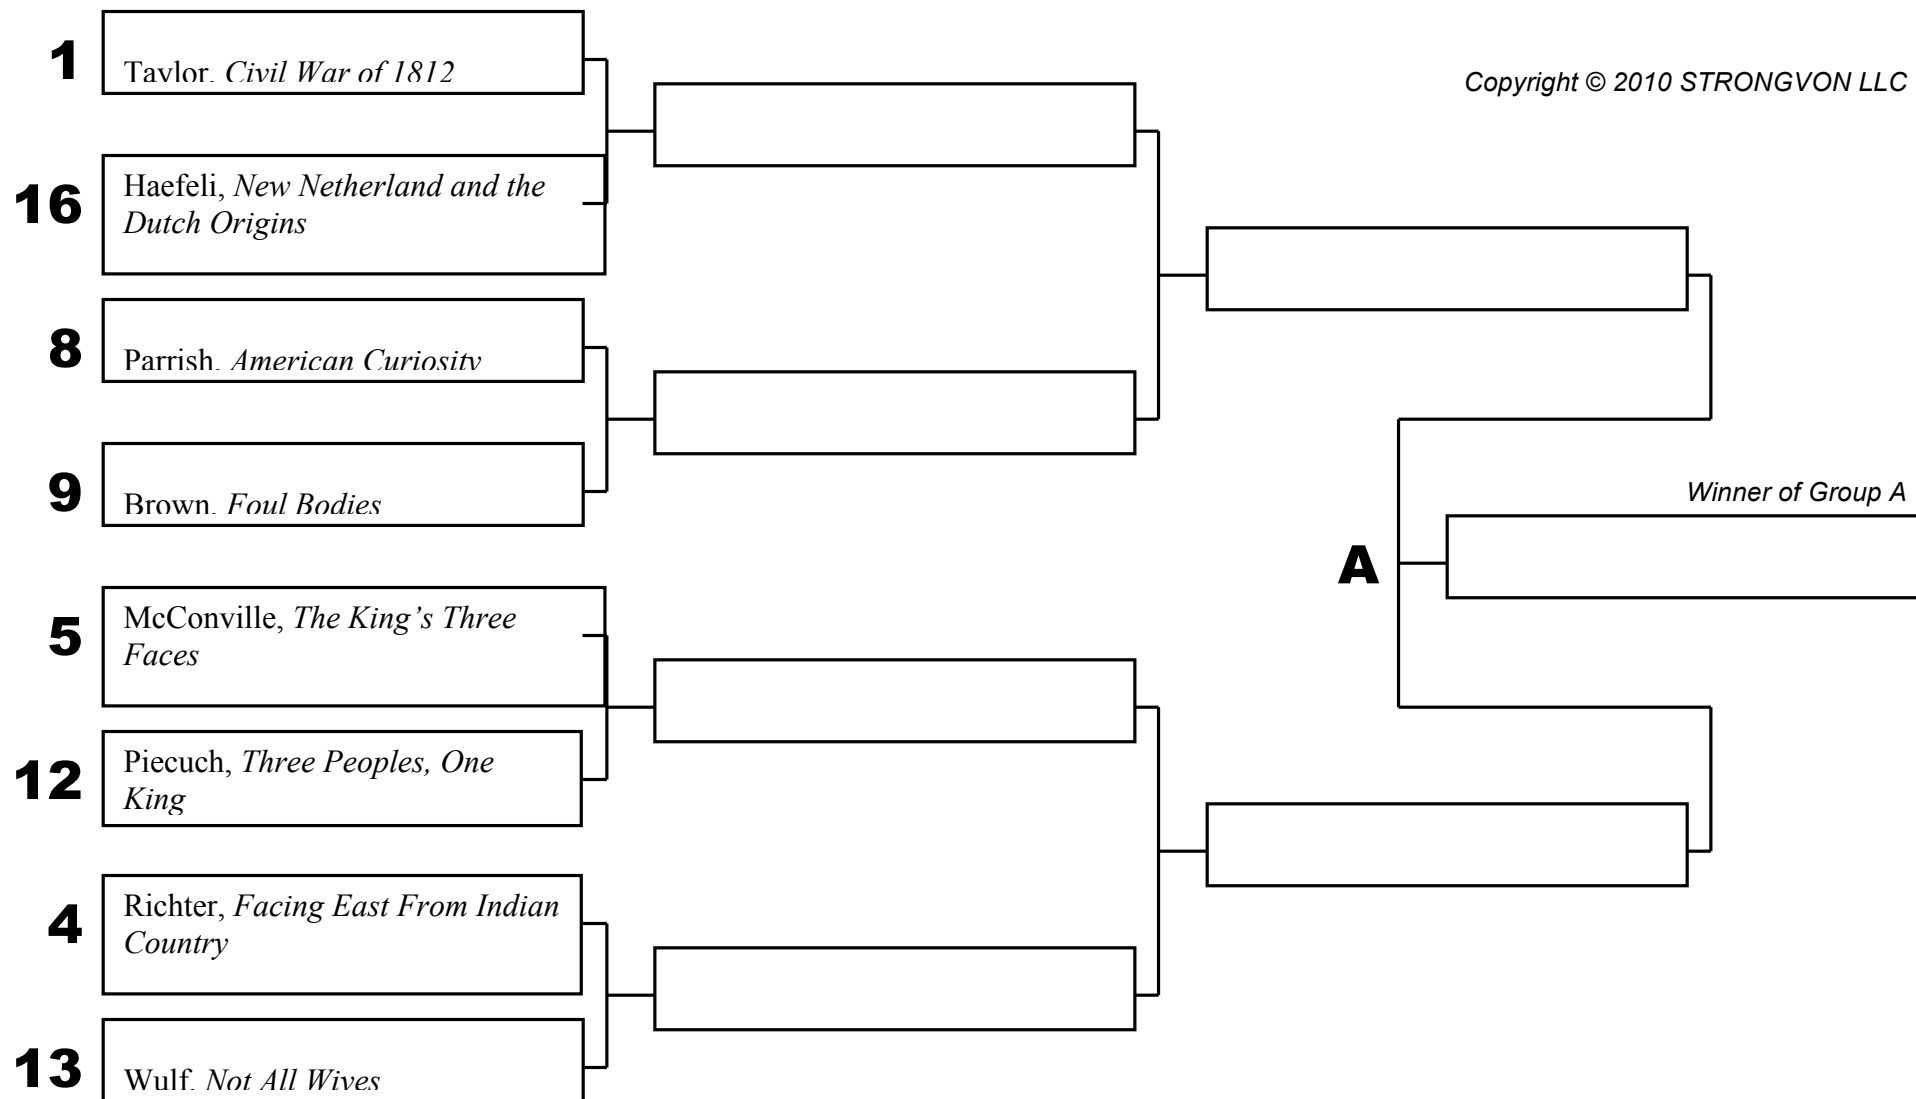 1
Taylor, Civil War of 1812
Copyright © 2010 STRONGVON LLC
16
Haefeli, New Netherland and the
Dutch Origins
8
Parrish, American Curiosity
9
Brown, Foul Bodies
Winner of Group A
A
5
McConville, The King's Three
Faces
12
Piecuch, Three Peoples, One
King
4
Richter, Facing East From Indian
Country
13
Wulf, Not All Wives